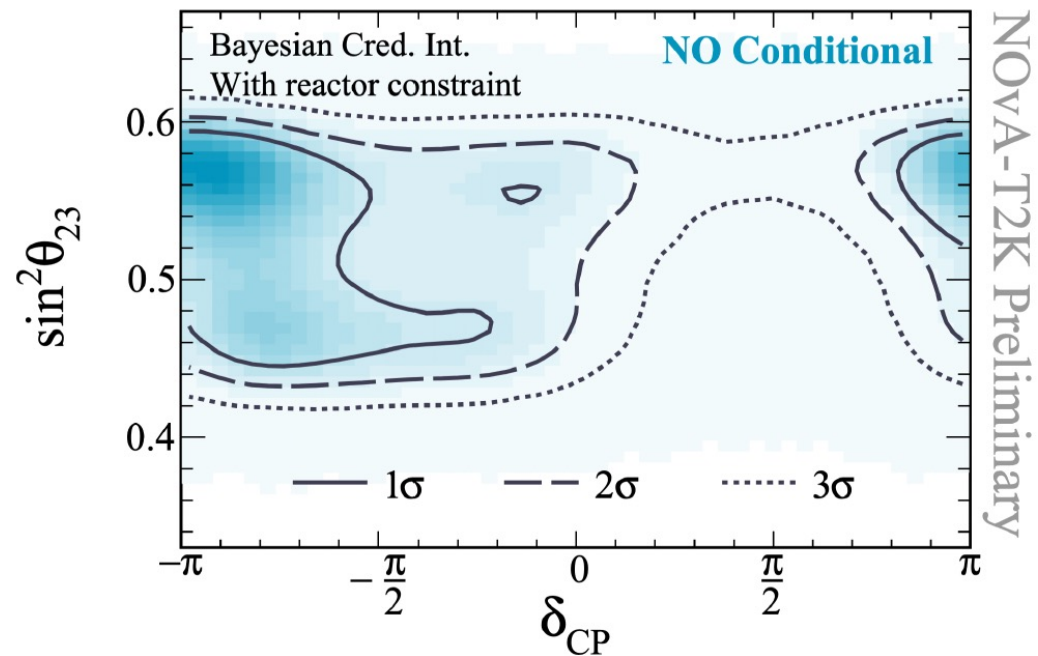 Bayesian Cred. Int.
With reactor constraint
NO Conditional
0.6
0.5
0.4
sin²θ₂₃
1σ
2σ
3σ
−π
−π/2
0
π/2
π
δ_CP
NOvA-T2K Preliminary